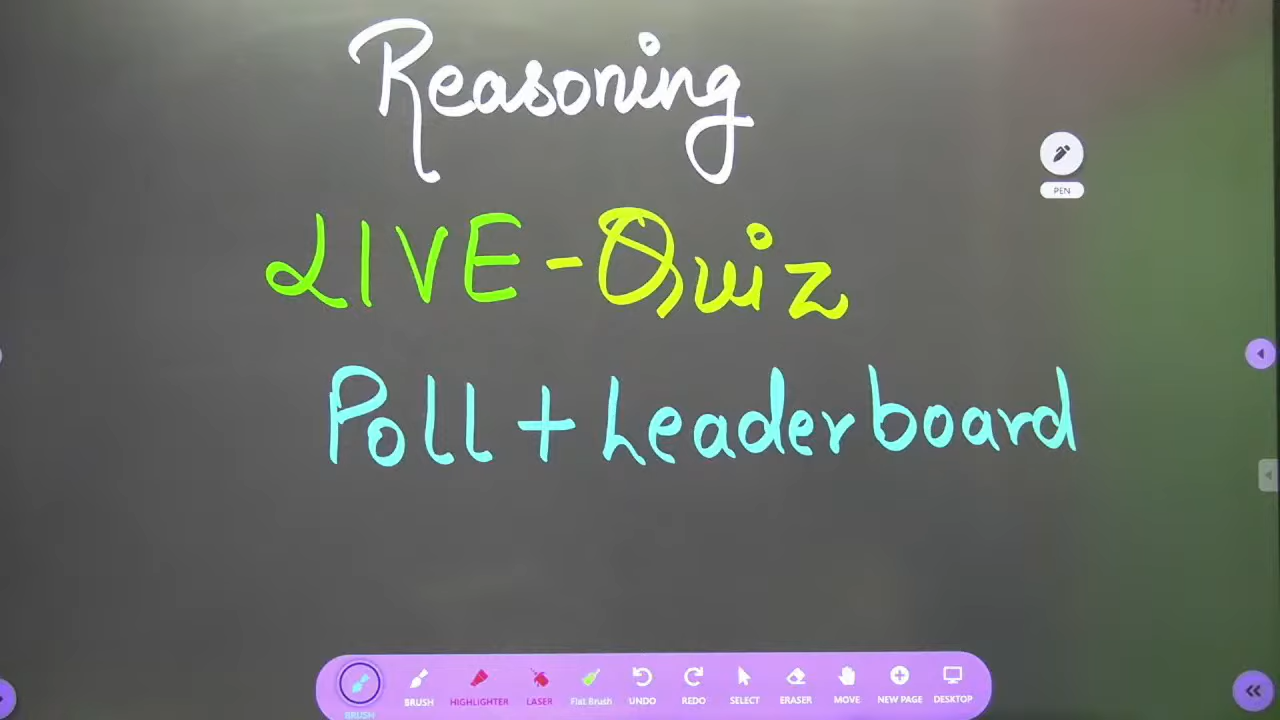 Reasoning
LIVE-Quiz
Poll + Leaderboard
PEN
BRUSH
BRUSH
HIGHLIGHTER
LASER
Flat Brush
UNDO
REDO
SELECT
ERASER
MOVE
NEW PAGE
DESKTOP